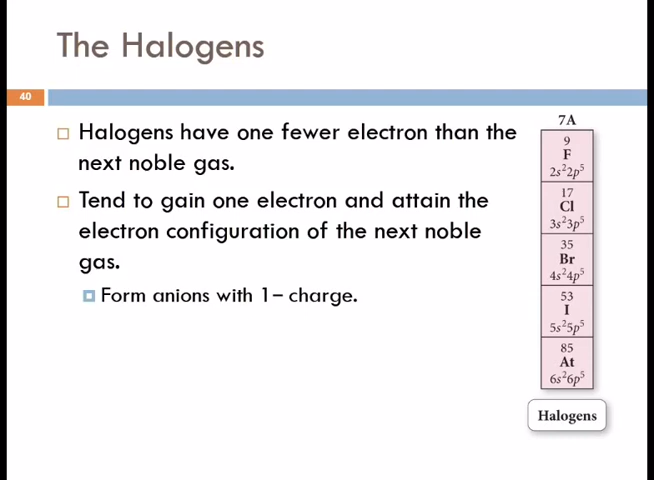 The Halogens
40
Halogens have one fewer electron than the
next noble gas.
Tend to gain one electron and attain the
electron configuration of the next noble
gas.
Form anions with 1– charge.
7A
9
F
2s²2p⁵
17
Cl
3s²3p⁵
35
Br
4s²4p⁵
53
I
5s²5p⁵
85
At
6s²6p⁵
Halogens